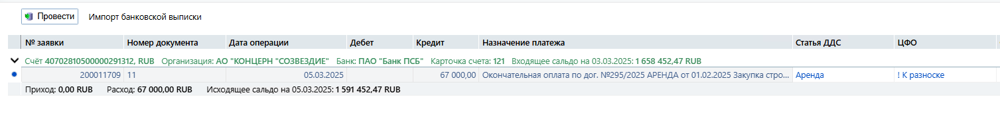 Провести Импорт банковской выписки
№ заявки Номер документа Дата операции Дебет Кредит Назначение платежа Статья ДДС ЦФО
Счёт 40702810500000291312, RUB Организация: АО "КОНЦЕРН "СОЗВЕЗДИЕ" Банк: ПАО "Банк ПСБ" Карточка счета: 121 Входящее сальдо на 03.03.2025: 1 658 452,47 RUB
200011709 11 05.03.2025 67 000,00 Окончательная оплата по дог. №295/2025 АРЕНДА от 01.02.2025 Закупка стро... Аренда ! К разноске
Приход: 0,00 RUB Расход: 67 000,00 RUB Исходящее сальдо на 05.03.2025: 1 591 452,47 RUB